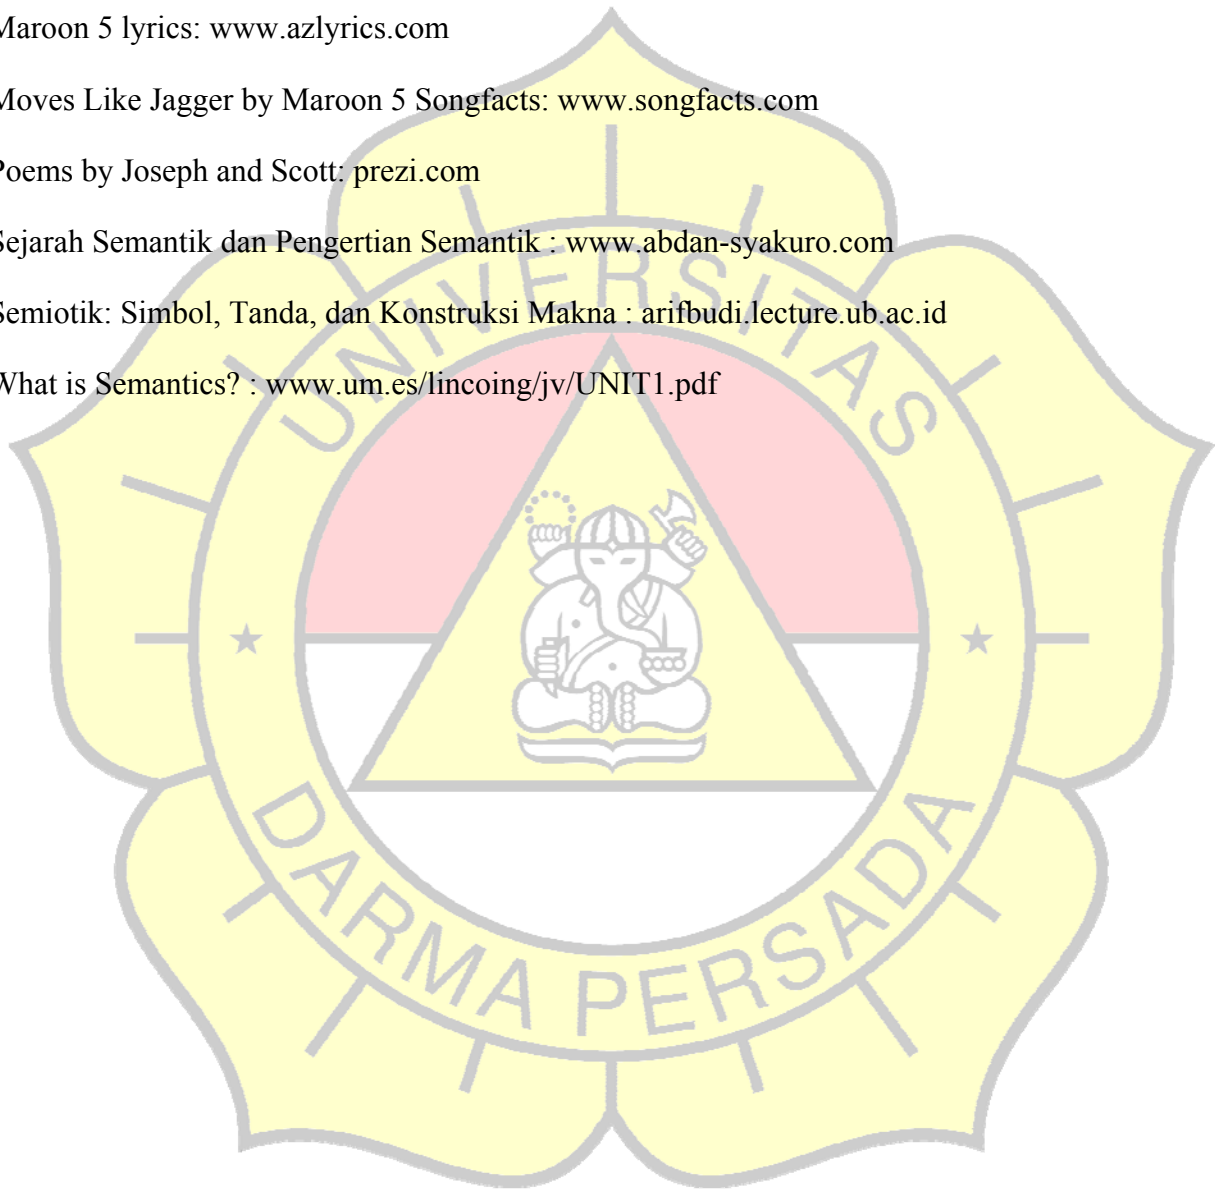 Maroon 5 lyrics: www.azlyrics.com
Moves Like Jagger by Maroon 5 Songfacts: www.songfacts.com
Poems by Joseph and Scott: prezi.com
Sejarah Semantik dan Pengertian Semantik : www.abdan-syakuro.com
Semiotik: Simbol, Tanda, dan Konstruksi Makna : arifbudi.lecture.ub.ac.id
What is Semantics? : www.um.es/lincoing/jv/UNIT1.pdf
UNIVERSITAS
DARMA PERSADA